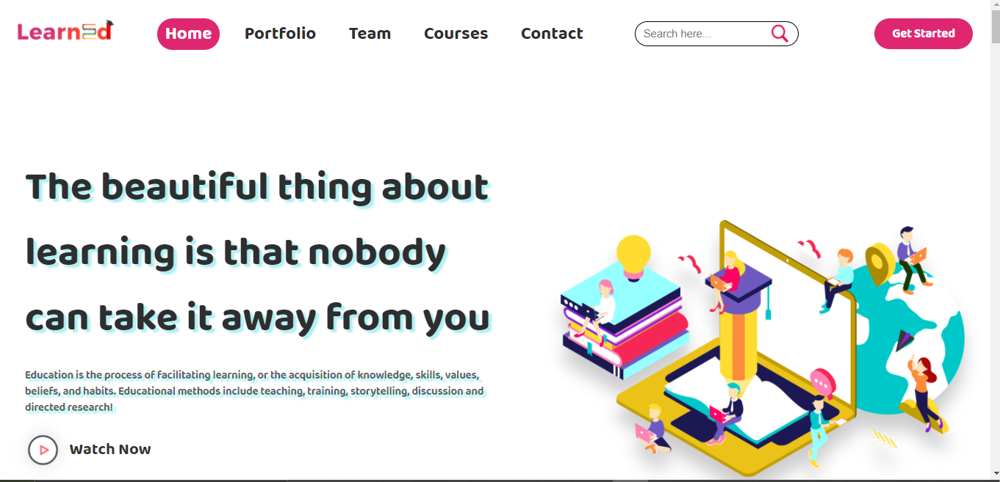 Learned
Home Portfolio Team Courses Contact Search here... Get Started
The beautiful thing about
learning is that nobody
can take it away from you
Education is the process of facilitating learning, or the acquisition of knowledge, skills, values,
beliefs, and habits. Educational methods include teaching, training, storytelling, discussion and
directed research!
Watch Now